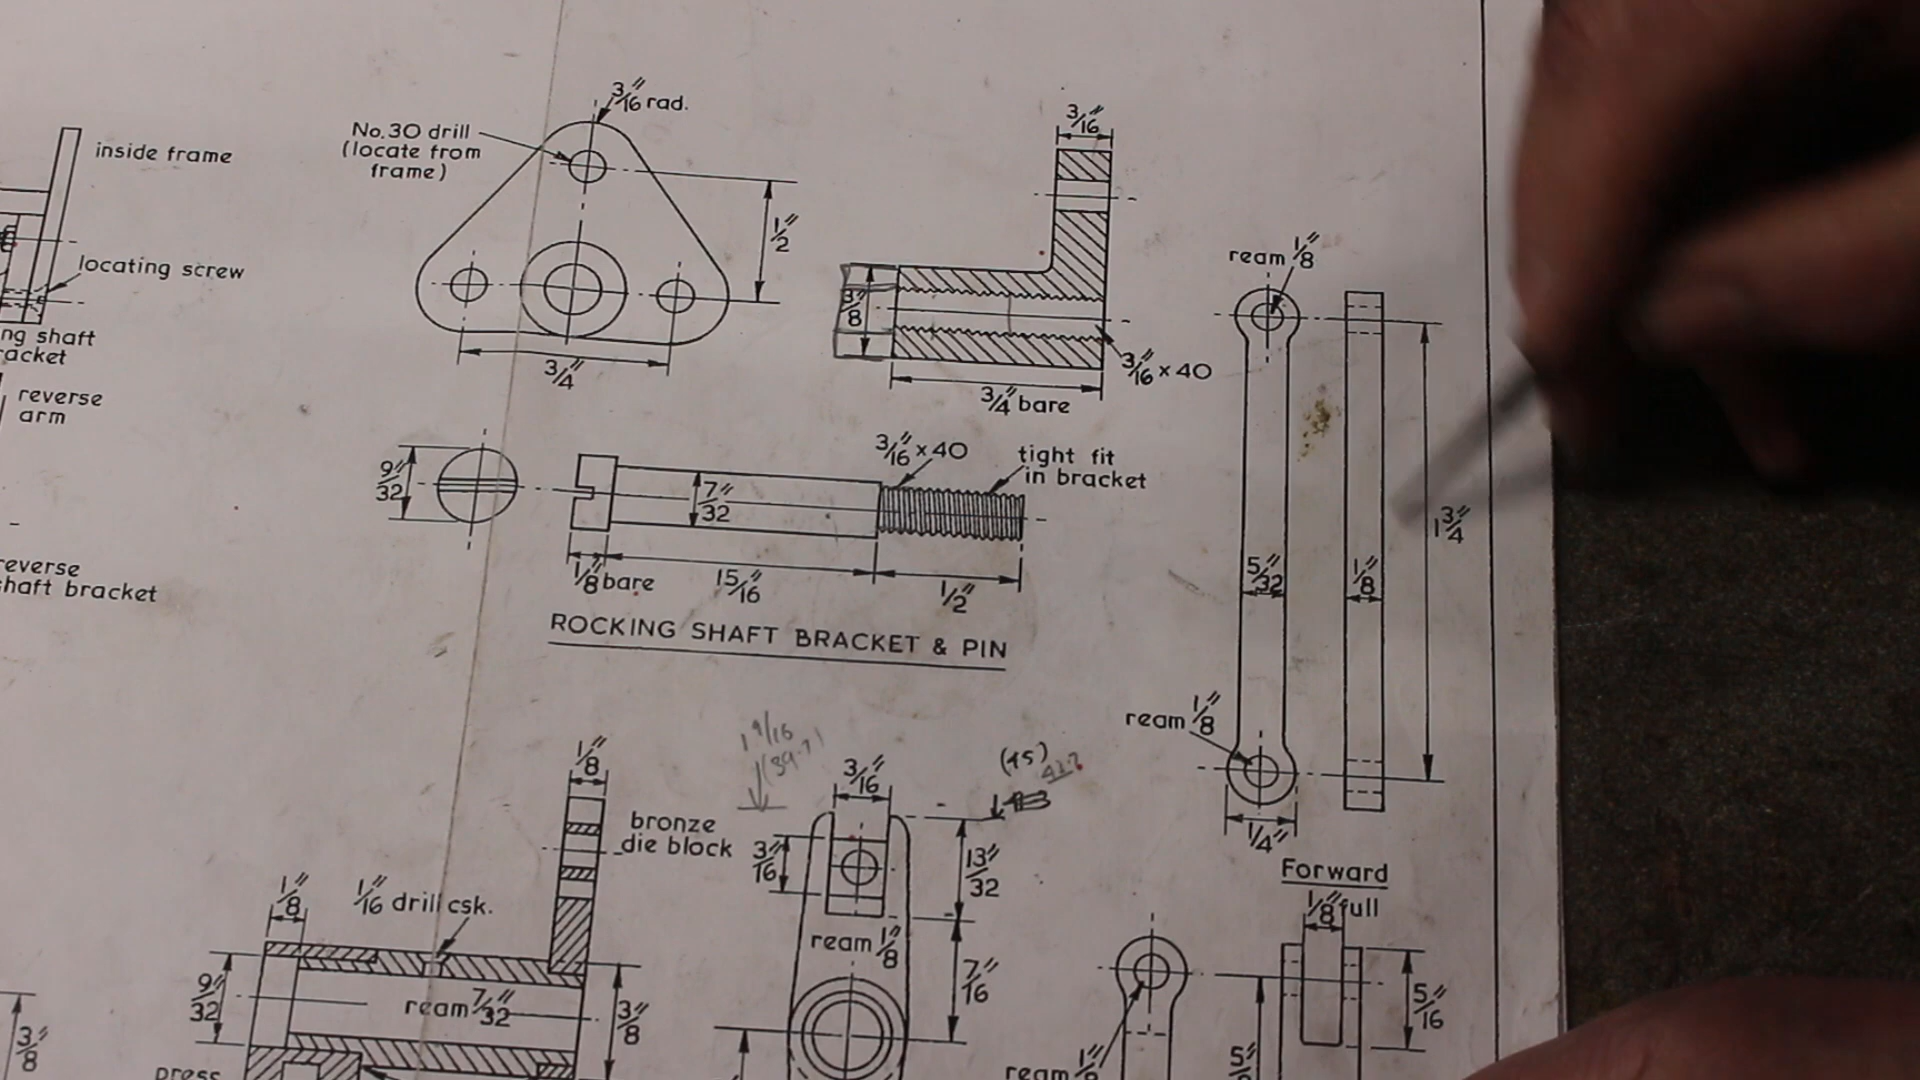 3/16" rad.
No.30 drill
(locate from
frame)
inside frame
locating screw
ng shaft
racket
reverse
arm
1/2"
3/4"
3/16"
3/8"
3/16" x 40
3/4" bare
ream 1/8"
1 3/4"
5/32"
1/8"
9/32"
7/32"
3/16" x 40
tight fit
in bracket
1/8" bare
15/16"
1/2"
everse
haft bracket
ROCKING SHAFT BRACKET & PIN
ream 1/8"
1/4"
Forward
1 9/16
(45)
1/8"
bronze
die block
3/16"
3/16"
13/32"
ream 1/8"
7/16"
1/8"
1/16" drill csk.
9/32"
ream 7/32"
3/8"
3/8"
press
1/8" full
5/16"
ream 1/8"